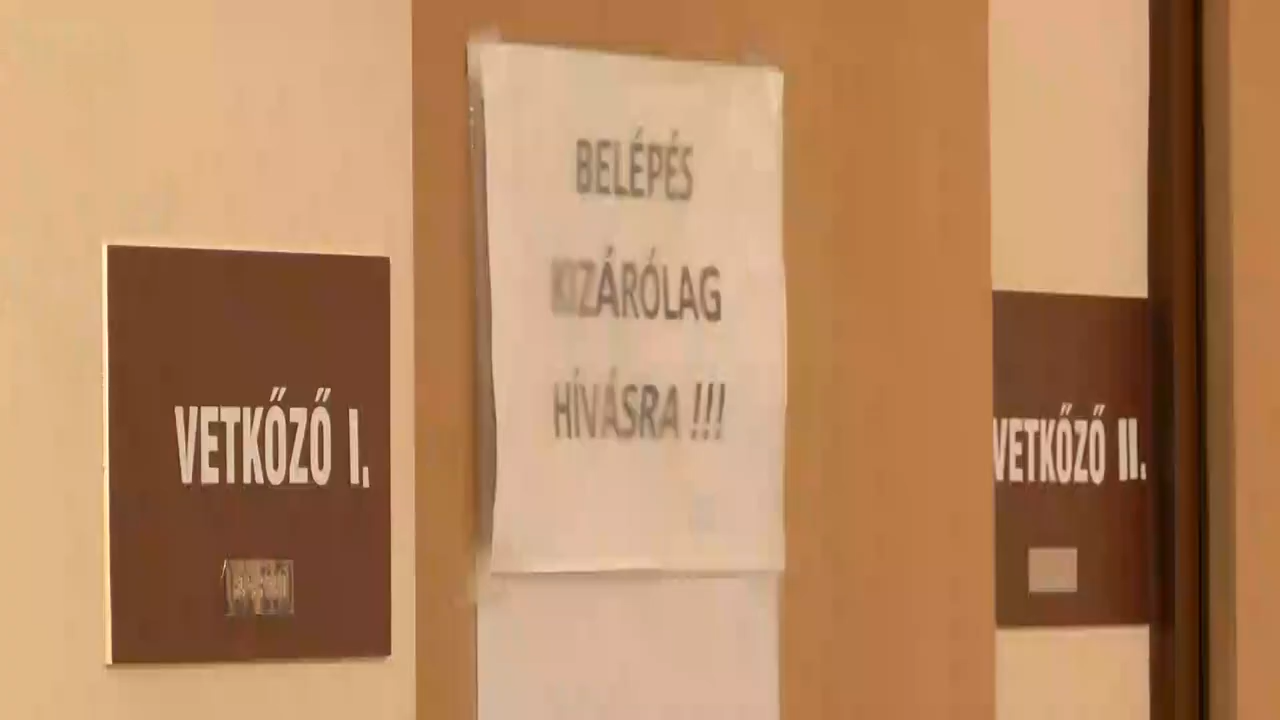 VETKŐZŐ I.
BELÉPÉS
KIZÁRÓLAG
HÍVÁSRA !!!
VETKŐZŐ II.